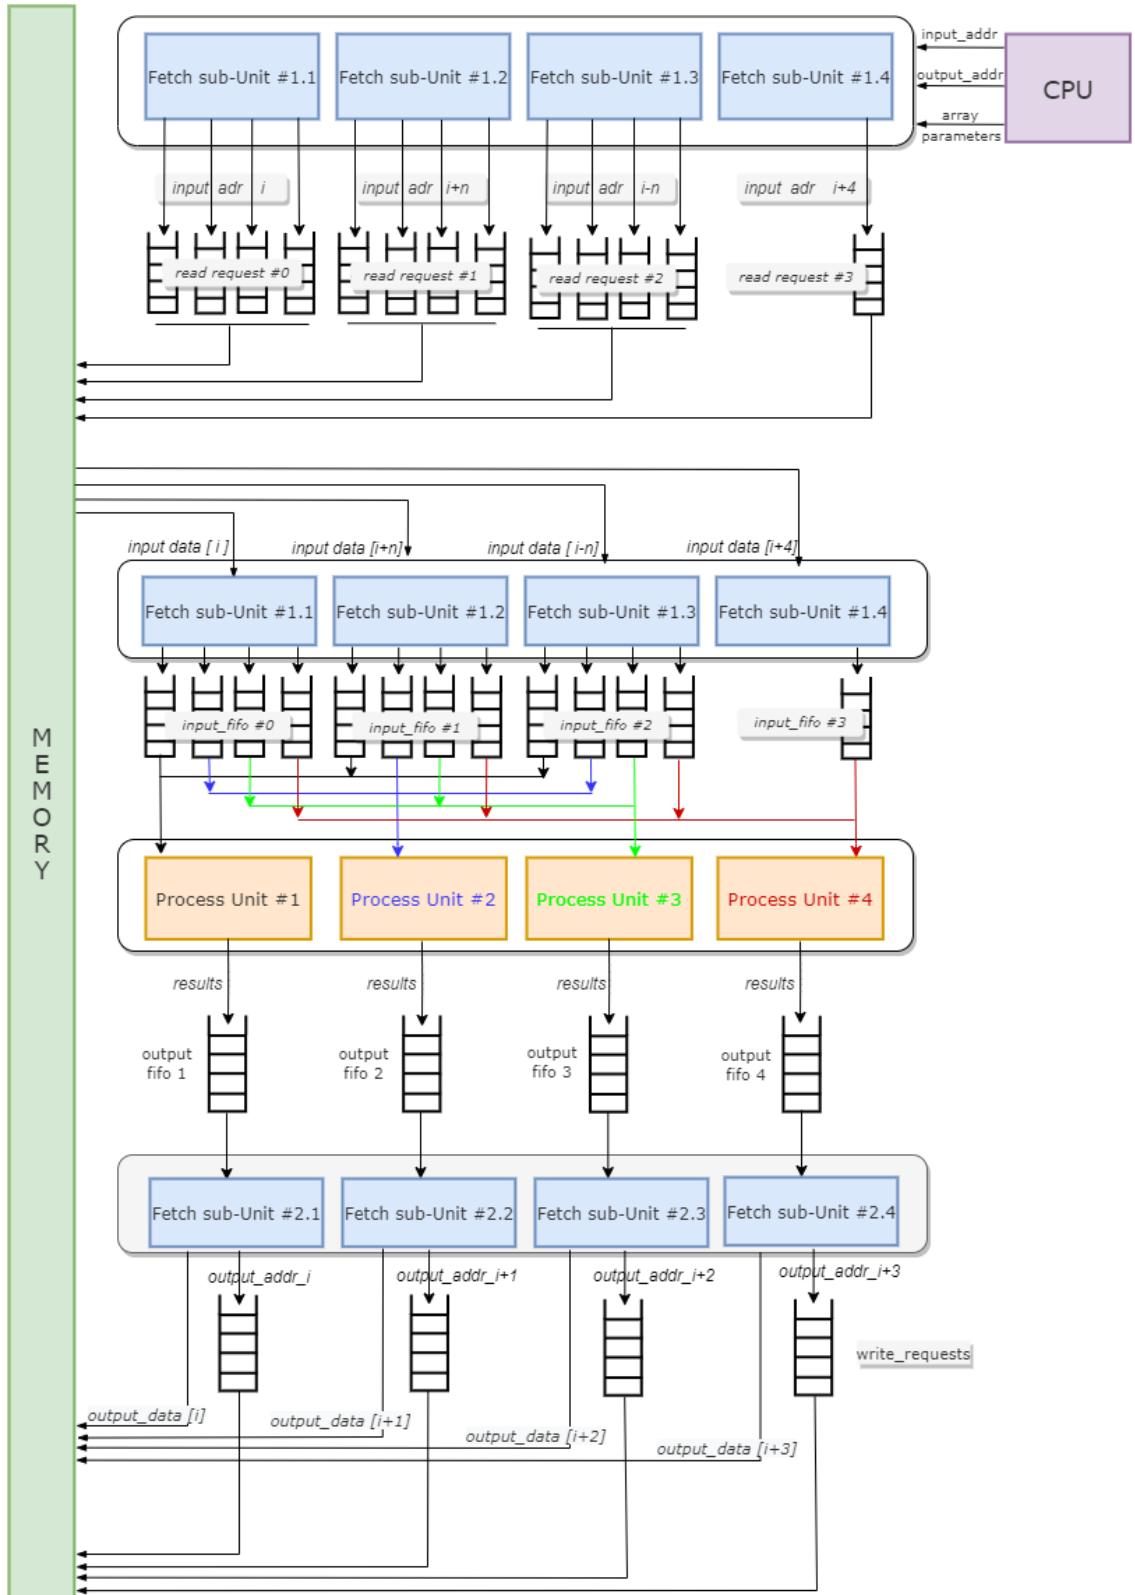 Fetch sub-Unit #1.1
Fetch sub-Unit #1.2
Fetch sub-Unit #1.3
Fetch sub-Unit #1.4
input_addr
output_addr
array
parameters
CPU
input adr i
input adr i+n
input adr i-n
input adr i+4
read request #0
read request #1
read request #2
read request #3
input data [ i ]
input data [i+n]
input data [ i-n]
input data [i+4]
Fetch sub-Unit #1.1
Fetch sub-Unit #1.2
Fetch sub-Unit #1.3
Fetch sub-Unit #1.4
input_fifo #0
input_fifo #1
input_fifo #2
input_fifo #3
MEMORY
Process Unit #1
Process Unit #2
Process Unit #3
Process Unit #4
results
results
results
results
output
fifo 1
output
fifo 2
output
fifo 3
output
fifo 4
Fetch sub-Unit #2.1
Fetch sub-Unit #2.2
Fetch sub-Unit #2.3
Fetch sub-Unit #2.4
output_addr_i
output_addr_i+1
output_addr_i+2
output_addr_i+3
write_requests
output_data [i]
output_data [i+1]
output_data [i+2]
output_data [i+3]